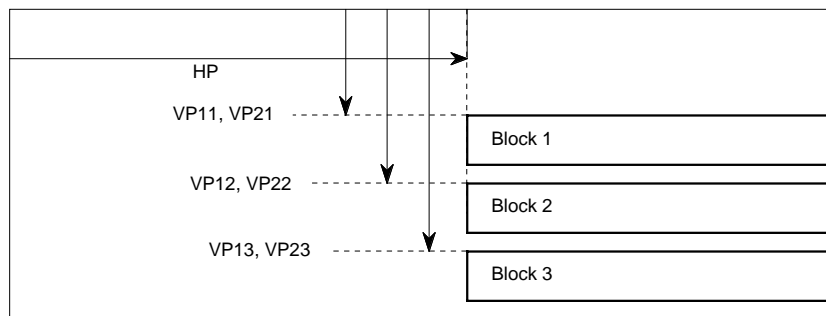 HP
VP11, VP21
Block 1
VP12, VP22
Block 2
VP13, VP23
Block 3